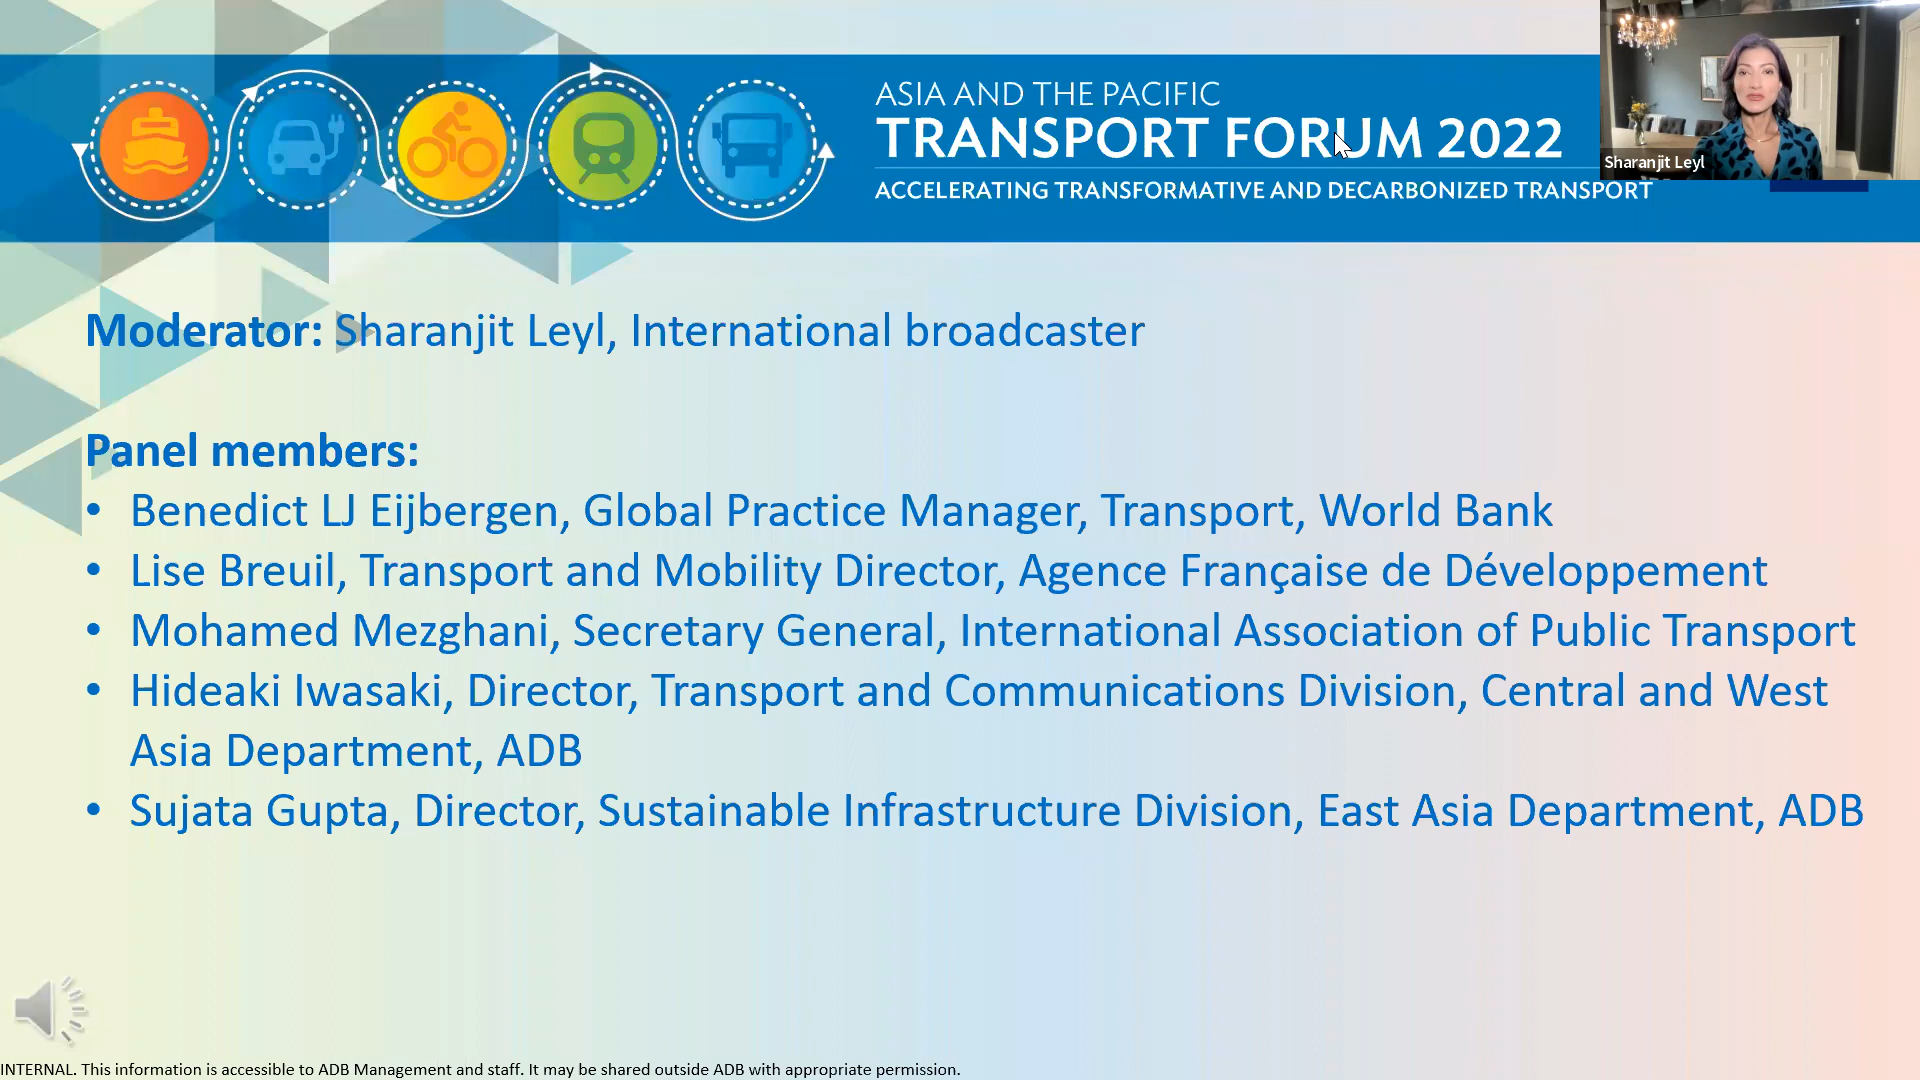 ASIA AND THE PACIFIC
TRANSPORT FORUM 2022
ACCELERATING TRANSFORMATIVE AND DECARBONIZED TRANSPORT
Sharanjit Leyl
Moderator: Sharanjit Leyl, International broadcaster
Panel members:
• Benedict LJ Eijbergen, Global Practice Manager, Transport, World Bank
• Lise Breuil, Transport and Mobility Director, Agence Française de Développement
• Mohamed Mezghani, Secretary General, International Association of Public Transport
• Hideaki Iwasaki, Director, Transport and Communications Division, Central and West
Asia Department, ADB
• Sujata Gupta, Director, Sustainable Infrastructure Division, East Asia Department, ADB
INTERNAL. This information is accessible to ADB Management and staff. It may be shared outside ADB with appropriate permission.